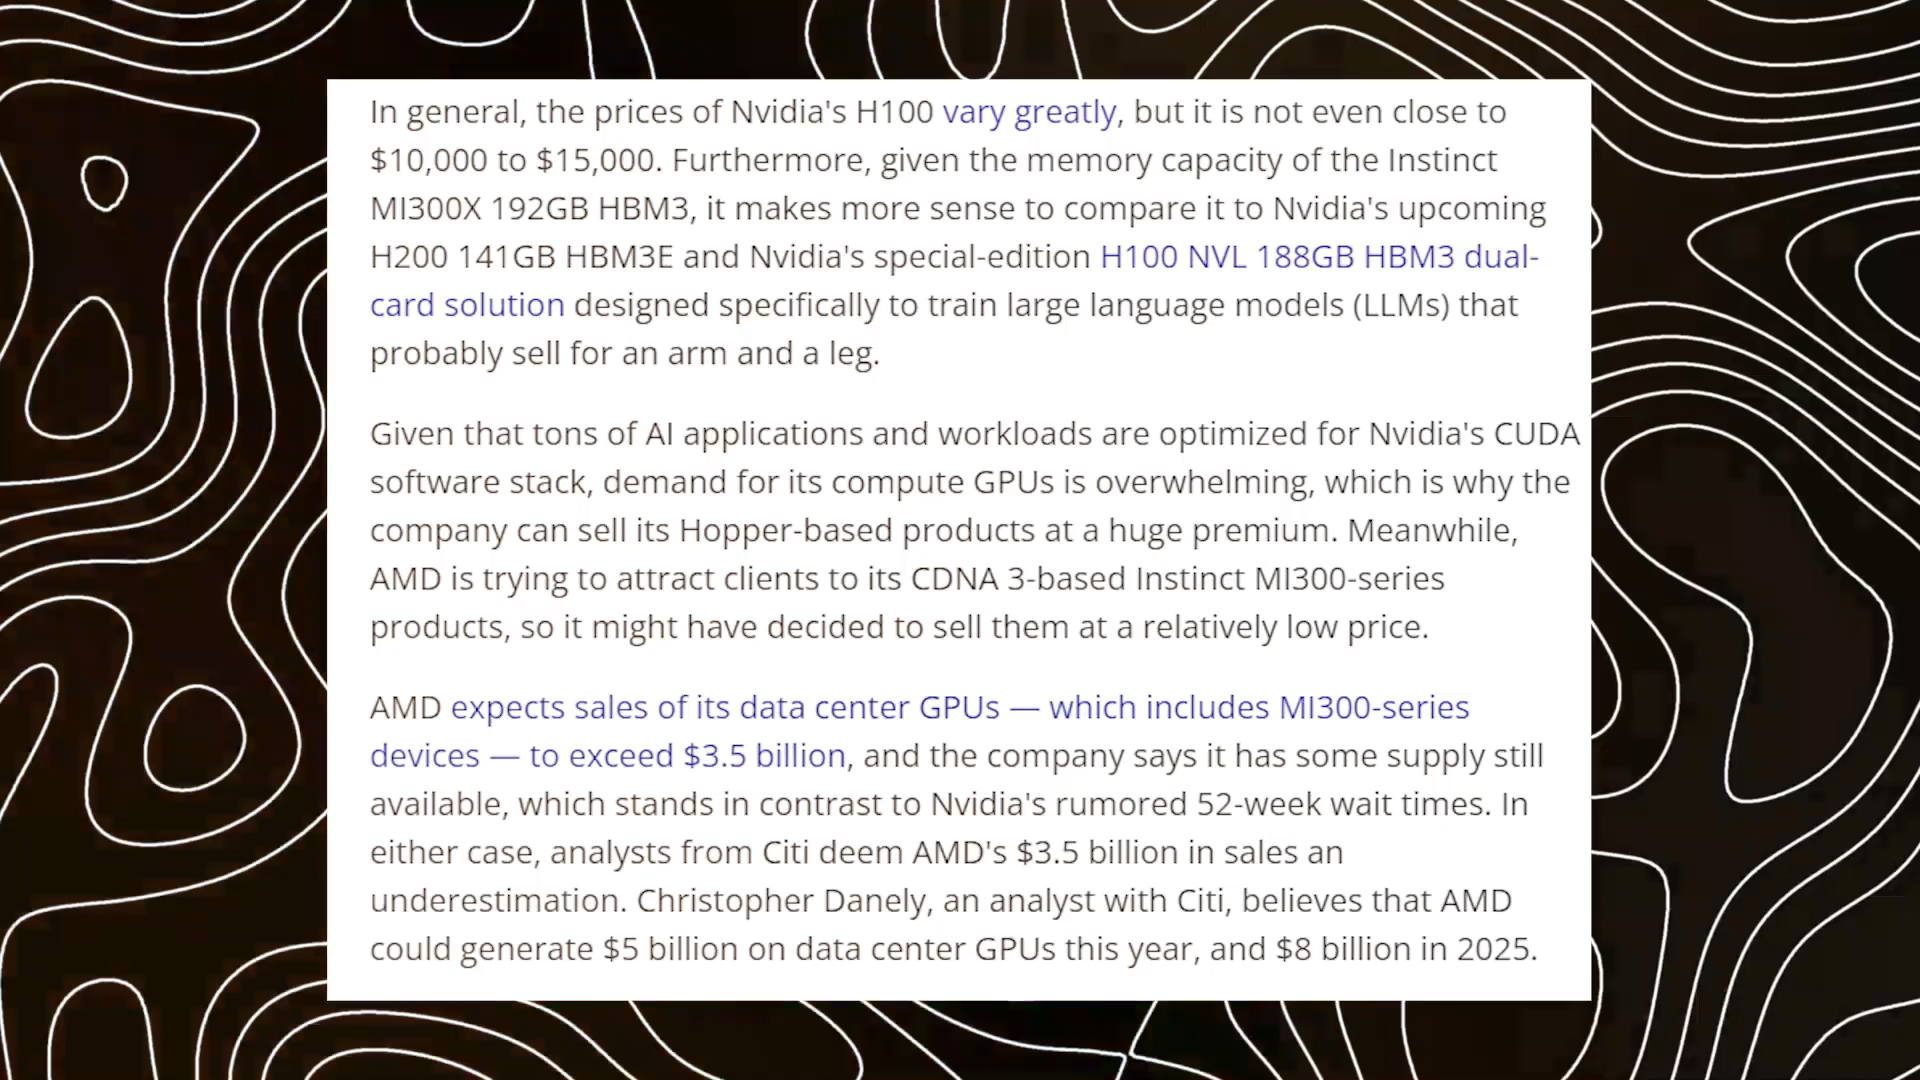 In general, the prices of Nvidia's H100 vary greatly, but it is not even close to
$10,000 to $15,000. Furthermore, given the memory capacity of the Instinct
MI300X 192GB HBM3, it makes more sense to compare it to Nvidia's upcoming
H200 141GB HBM3E and Nvidia's special-edition H100 NVL 188GB HBM3 dual-
card solution designed specifically to train large language models (LLMs) that
probably sell for an arm and a leg.
Given that tons of AI applications and workloads are optimized for Nvidia's CUDA
software stack, demand for its compute GPUs is overwhelming, which is why the
company can sell its Hopper-based products at a huge premium. Meanwhile,
AMD is trying to attract clients to its CDNA 3-based Instinct MI300-series
products, so it might have decided to sell them at a relatively low price.
AMD expects sales of its data center GPUs — which includes MI300-series
devices — to exceed $3.5 billion, and the company says it has some supply still
available, which stands in contrast to Nvidia's rumored 52-week wait times. In
either case, analysts from Citi deem AMD's $3.5 billion in sales an
underestimation. Christopher Danely, an analyst with Citi, believes that AMD
could generate $5 billion on data center GPUs this year, and $8 billion in 2025.